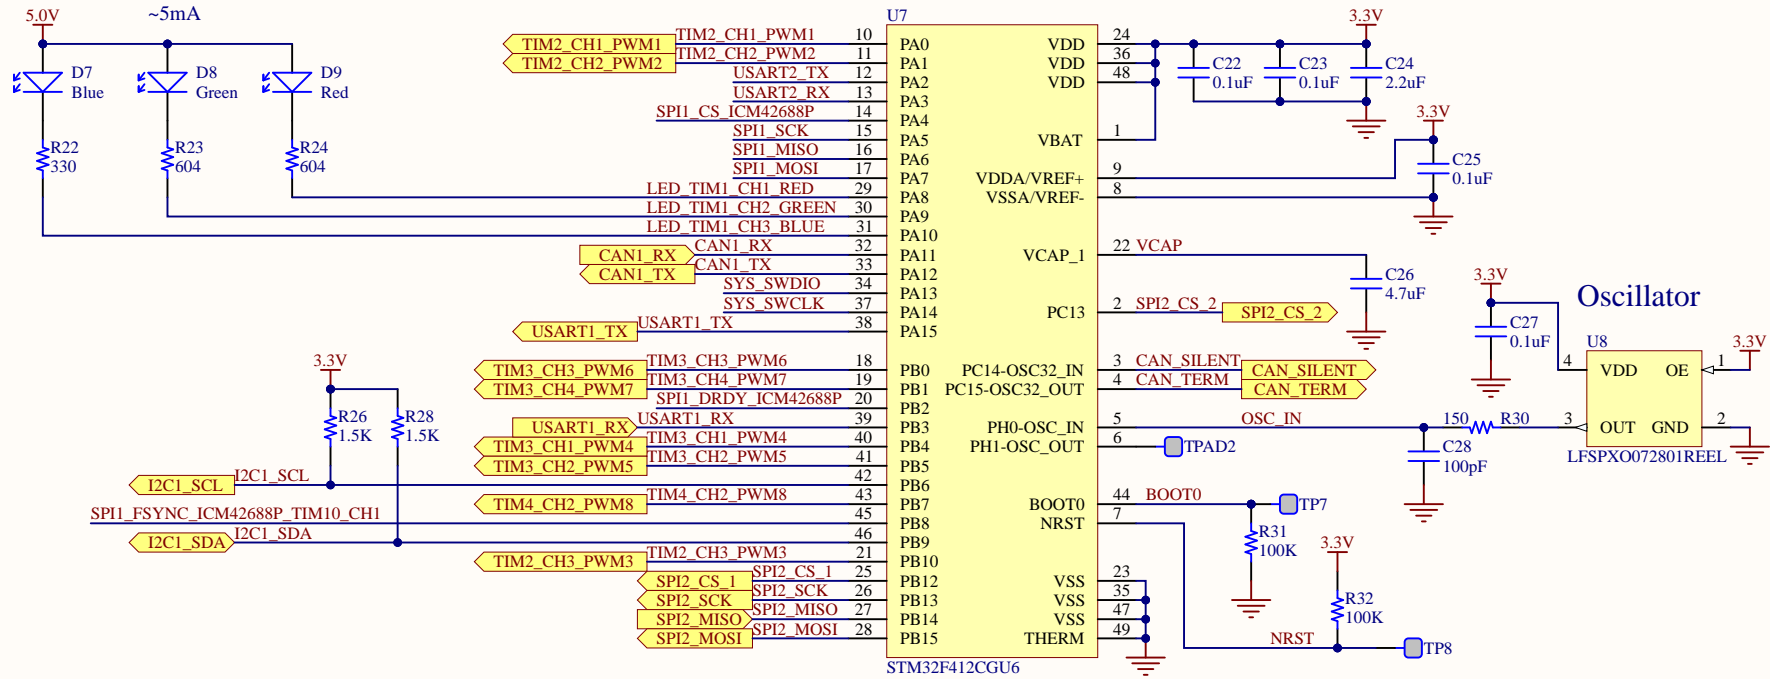 5.0V
~5mA
D7
Blue
D8
Green
D9
Red
R22
330
R23
604
R24
604
U7
TIM2_CH1_PWM1 TIM2_CH1_PWM1 10 PA0
TIM2_CH2_PWM2 TIM2_CH2_PWM2 11 PA1
USART2_TX 12 PA2
USART2_RX 13 PA3
SPI1_CS_ICM42688P 14 PA4
SPI1_SCK 15 PA5
SPI1_MISO 16 PA6
SPI1_MOSI 17 PA7
LED_TIM1_CH1_RED 29 PA8
LED_TIM1_CH2_GREEN 30 PA9
LED_TIM1_CH3_BLUE 31 PA10
CAN1_RX CAN1_RX 32 PA11
CAN1_TX CAN1_TX 33 PA12
SYS_SWDIO 34 PA13
SYS_SWCLK 37 PA14
USART1_TX USART1_TX 38 PA15
TIM3_CH3_PWM6 TIM3_CH3_PWM6 18 PB0
TIM3_CH4_PWM7 TIM3_CH4_PWM7 19 PB1
SPI1_DRDY_ICM42688P 20 PB2
USART1_RX USART1_RX 39 PB3
TIM3_CH1_PWM4 TIM3_CH1_PWM4 40 PB4
TIM3_CH2_PWM5 TIM3_CH2_PWM5 41 PB5
I2C1_SCL I2C1_SCL 42 PB6
TIM4_CH2_PWM8 TIM4_CH2_PWM8 43 PB7
SPI1_FSYNC_ICM42688P_TIM10_CH1 45 PB8
I2C1_SDA I2C1_SDA 46 PB9
TIM2_CH3_PWM3 TIM2_CH3_PWM3 21 PB10
SPI2_CS_1 SPI2_CS_1 25 PB12
SPI2_SCK SPI2_SCK 26 PB13
SPI2_MISO SPI2_MISO 27 PB14
SPI2_MOSI SPI2_MOSI 28 PB15
3.3V
R26
1.5K
R28
1.5K
VDD 24
VDD 36
VDD 48
VBAT 1
VDDA/VREF+ 9
VSSA/VREF- 8
VCAP_1 22 VCAP
PC13 2 SPI2_CS_2 SPI2_CS_2
PC14-OSC32_IN 3 CAN_SILENT CAN_SILENT
PC15-OSC32_OUT 4 CAN_TERM CAN_TERM
PH0-OSC_IN 5 OSC_IN
PH1-OSC_OUT 6 TPAD2
BOOT0 44 BOOT0 TP7
NRST 7
VSS 23
VSS 35
VSS 47
THERM 49
STM32F412CGU6
3.3V
C22
0.1uF
C23
0.1uF
C24
2.2uF
3.3V
C25
0.1uF
C26
4.7uF
R31
100K
3.3V
R32
100K
NRST TP8
Oscillator
3.3V
C27
0.1uF
U8
3.3V
4 VDD OE 1
150 R30 3 OUT GND 2
LFSPXO072801REEL
C28
100pF